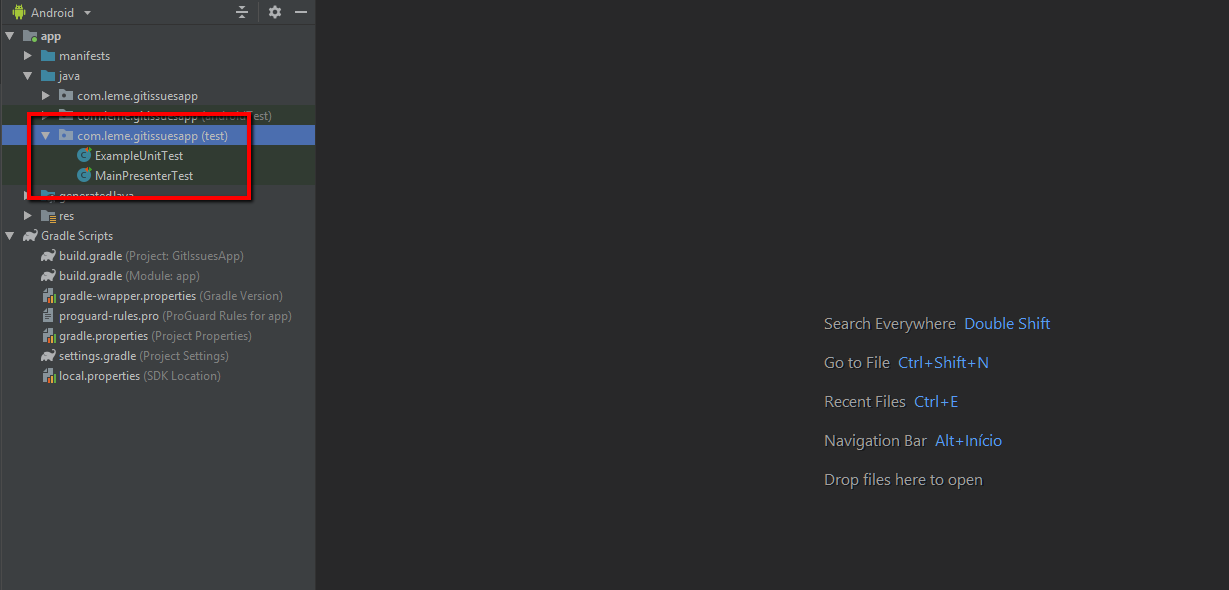 Android
app
manifests
java
com.leme.gitissuesapp
com.leme.gitissuesapp (androidTest)
com.leme.gitissuesapp (test)
ExampleUnitTest
MainPresenterTest
generatedJava
res
Gradle Scripts
build.gradle (Project: GitIssuesApp)
build.gradle (Module: app)
gradle-wrapper.properties (Gradle Version)
proguard-rules.pro (ProGuard Rules for app)
gradle.properties (Project Properties)
settings.gradle (Project Settings)
local.properties (SDK Location)
Search Everywhere Double Shift
Go to File Ctrl+Shift+N
Recent Files Ctrl+E
Navigation Bar Alt+Início
Drop files here to open